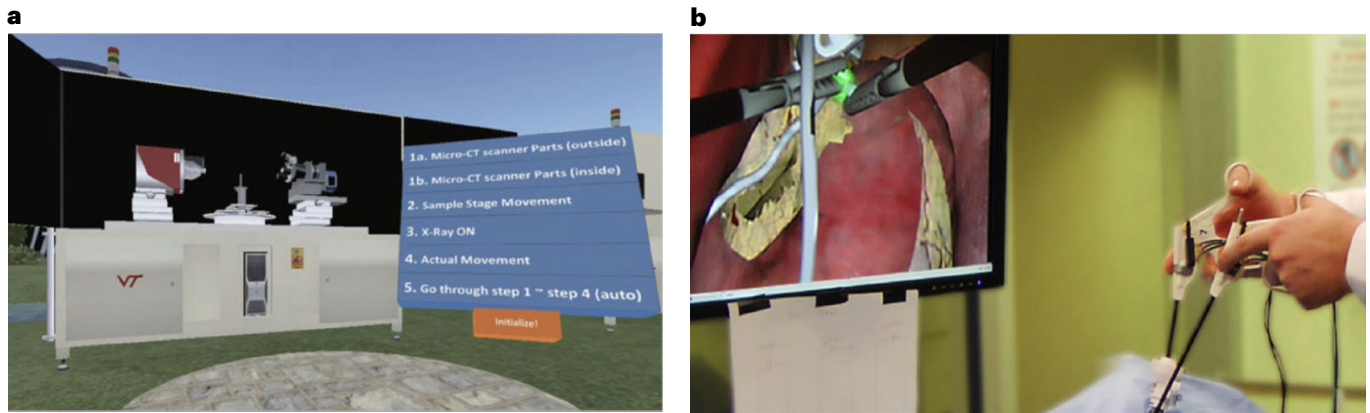 a
b
1a. Micro-CT scanner Parts (outside)
1b. Micro-CT scanner Parts (inside)
2. Sample Stage Movement
3. X-Ray ON
4. Actual Movement
5. Go through step 1 ~ step 4 (auto)
Initialize!
VT